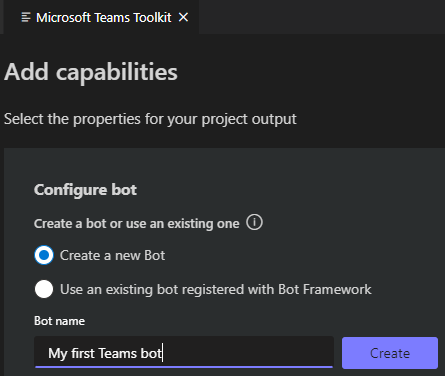 Microsoft Teams Toolkit
Add capabilities
Select the properties for your project output
Configure bot
Create a bot or use an existing one
Create a new Bot
Use an existing bot registered with Bot Framework
Bot name
My first Teams bot
Create